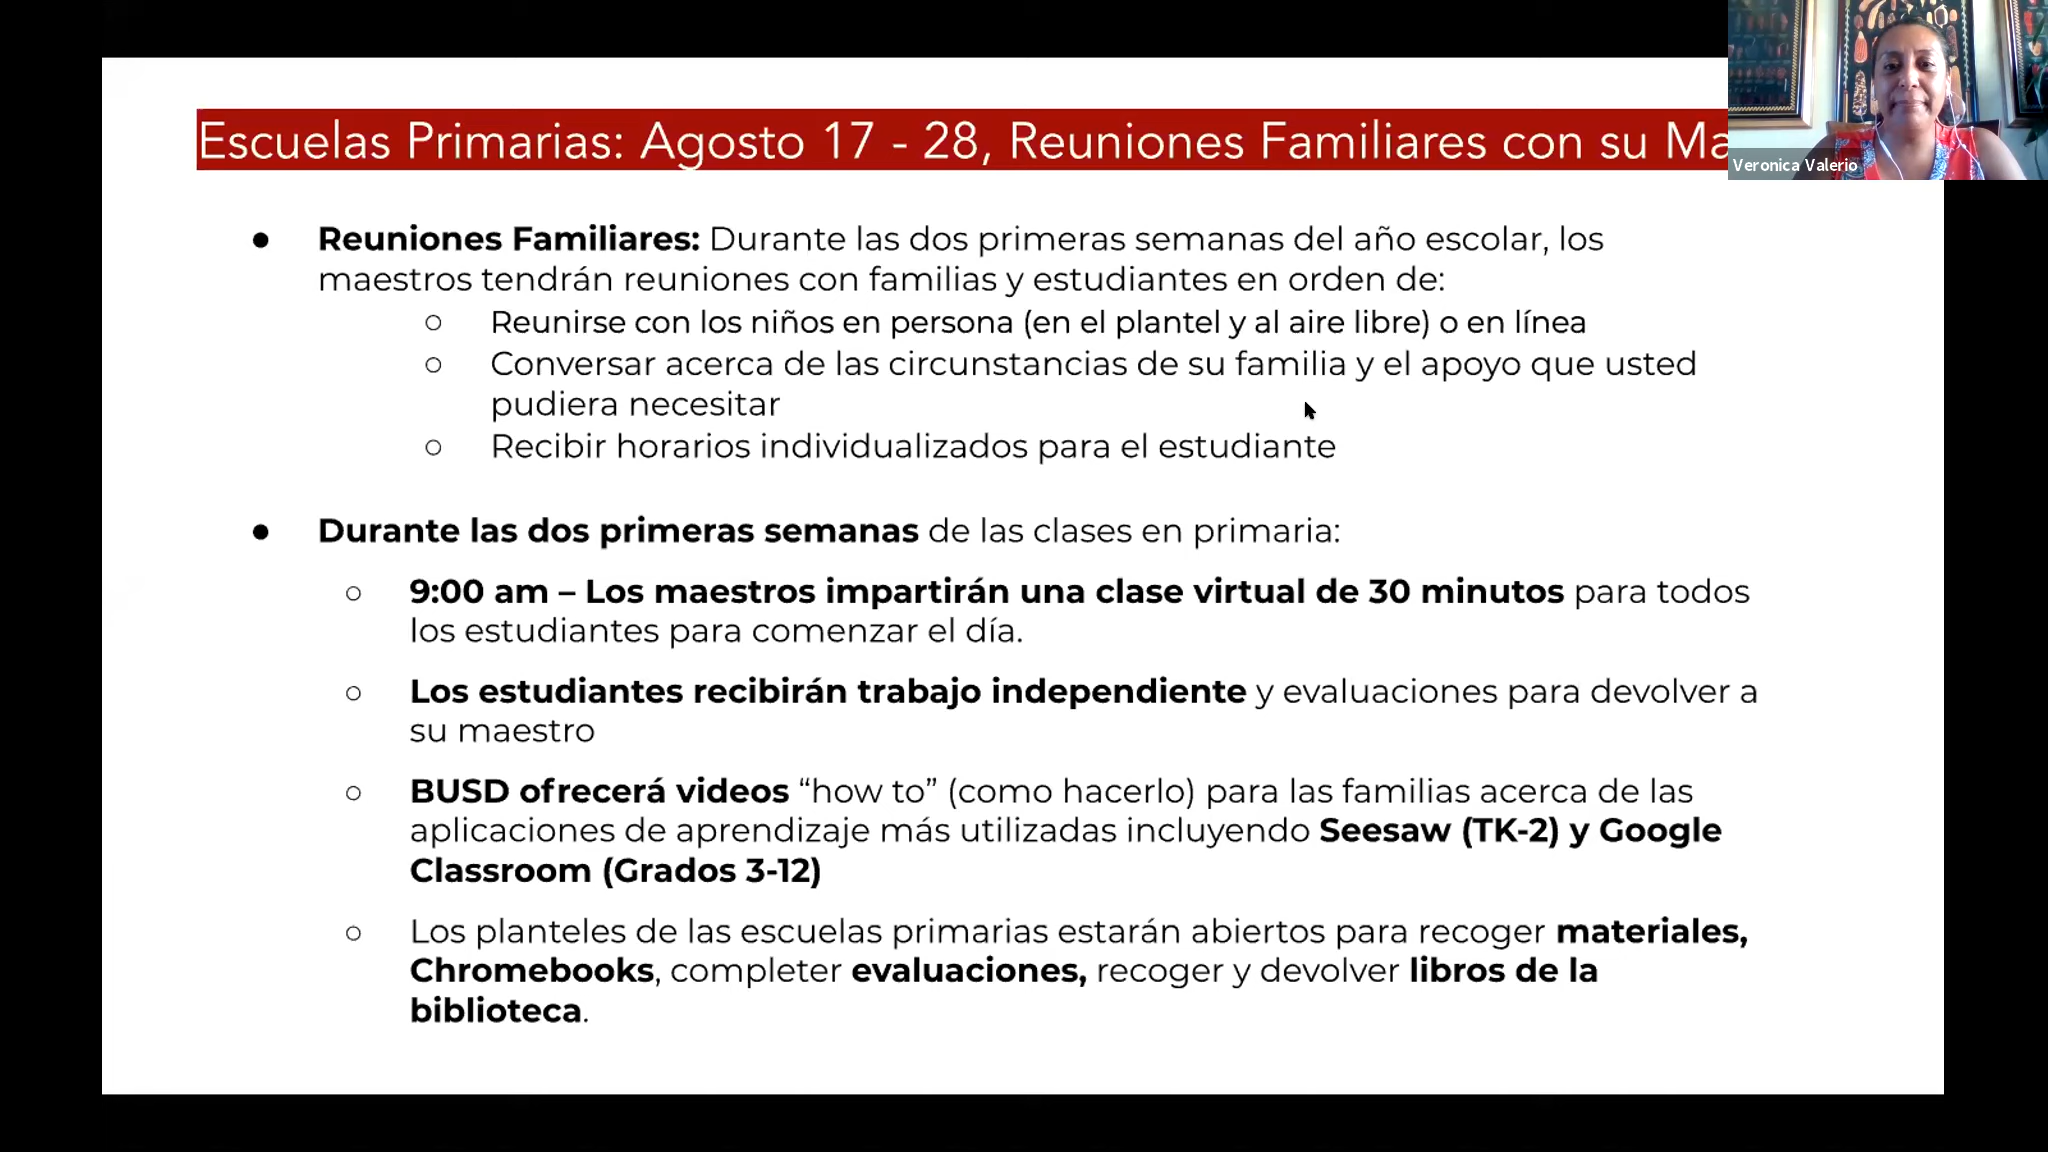 Escuelas Primarias: Agosto 17 - 28, Reuniones Familiares con su
Veronica Valerio
● Reuniones Familiares: Durante las dos primeras semanas del año escolar, los
maestros tendrán reuniones con familias y estudiantes en orden de:
○ Reunirse con los niños en persona (en el plantel y al aire libre) o en línea
○ Conversar acerca de las circunstancias de su familia y el apoyo que usted
pudiera necesitar
○ Recibir horarios individualizados para el estudiante
● Durante las dos primeras semanas de las clases en primaria:
○ 9:00 am – Los maestros impartirán una clase virtual de 30 minutos para todos
los estudiantes para comenzar el día.
○ Los estudiantes recibirán trabajo independiente y evaluaciones para devolver a
su maestro
○ BUSD ofrecerá videos “how to” (como hacerlo) para las familias acerca de las
aplicaciones de aprendizaje más utilizadas incluyendo Seesaw (TK-2) y Google
Classroom (Grados 3-12)
○ Los planteles de las escuelas primarias estarán abiertos para recoger materiales,
Chromebooks, completer evaluaciones, recoger y devolver libros de la
biblioteca.